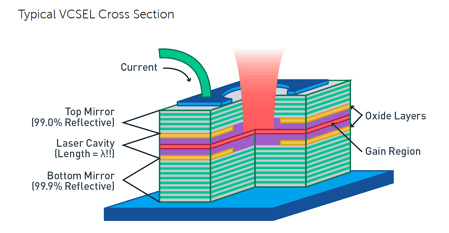 Typical VCSEL Cross Section
Current
Top Mirror
(99.0% Reflective)
Laser Cavity
(Length = λ!!)
Bottom Mirror
(99.9% Reflective)
Oxide Layers
Gain Region